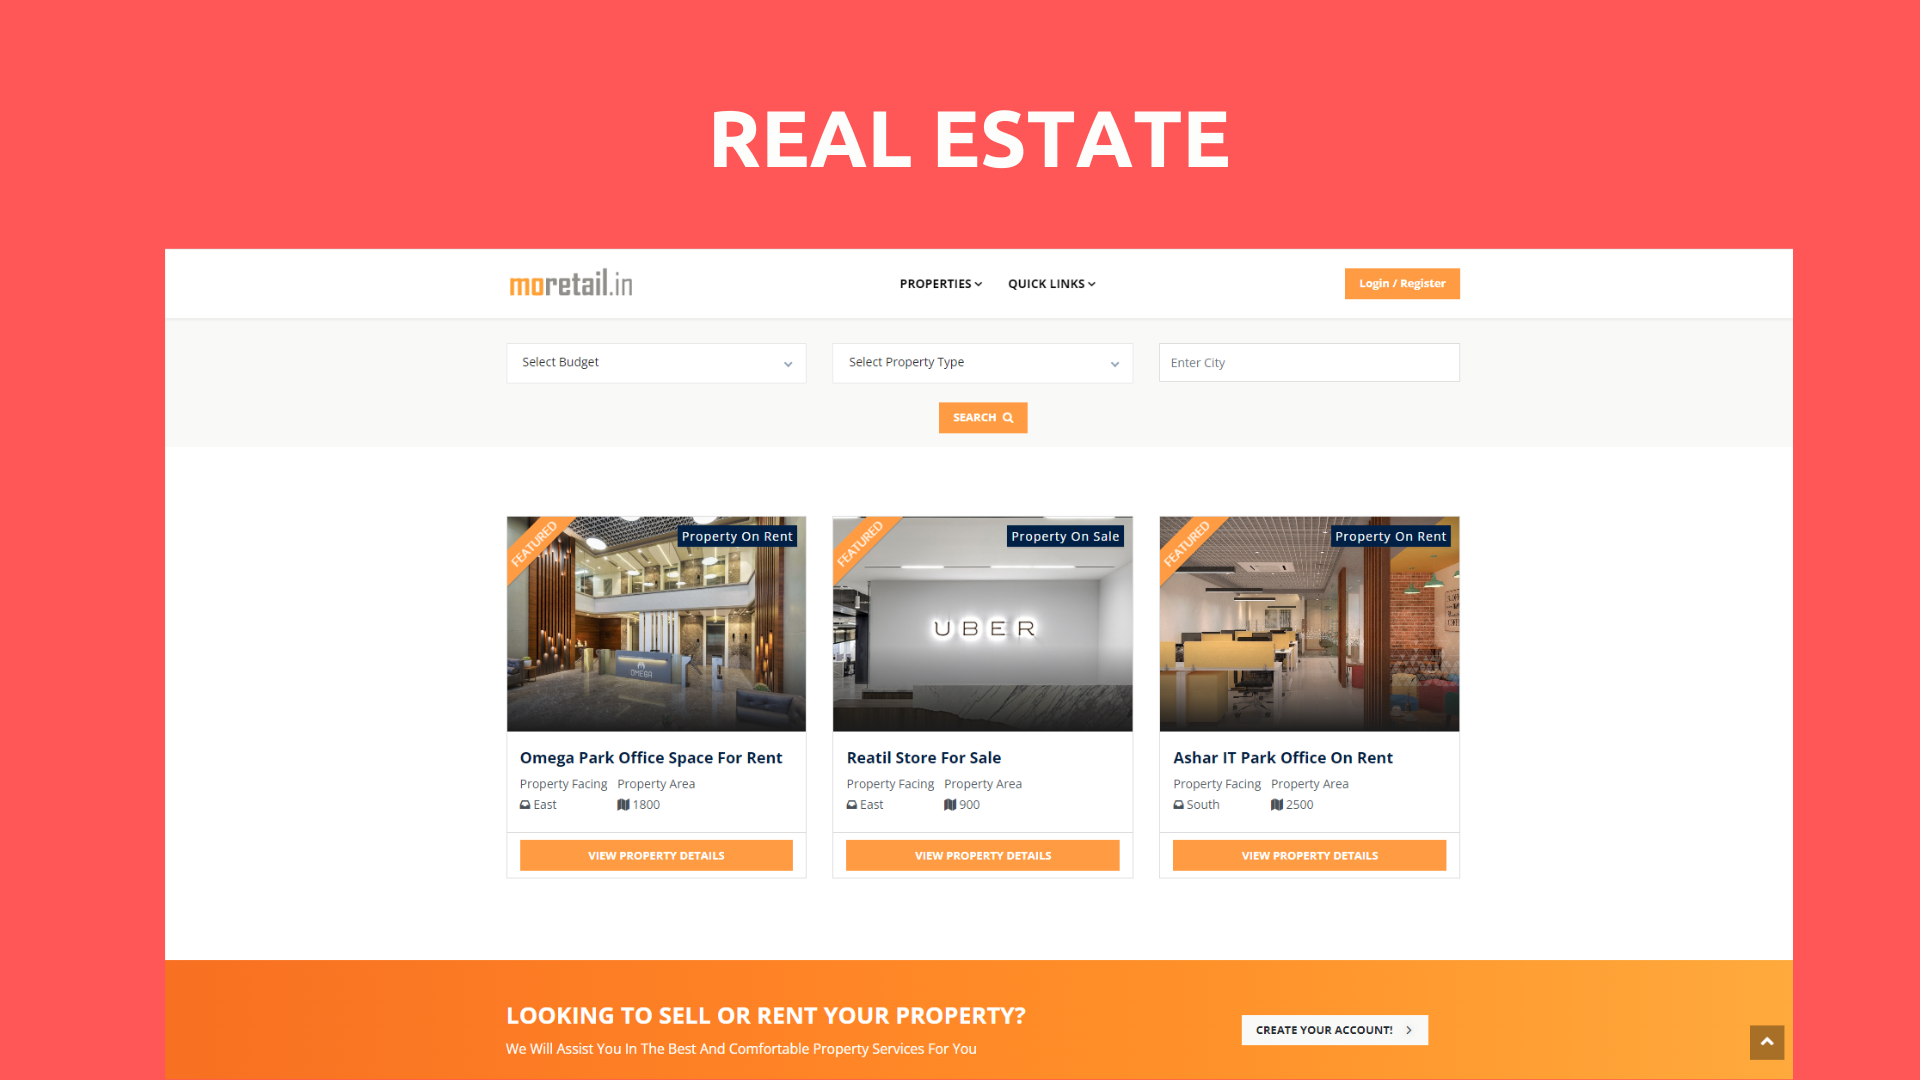 REAL ESTATE
moretail.in
PROPERTIES
QUICK LINKS
Login / Register
Select Budget
Select Property Type
Enter City
SEARCH
FEATURED
Property On Rent
OMEGA
FEATURED
Property On Sale
UBER
FEATURED
Property On Rent
Omega Park Office Space For Rent
Property Facing Property Area
East 1800
VIEW PROPERTY DETAILS
Reatil Store For Sale
Property Facing Property Area
East 900
VIEW PROPERTY DETAILS
Ashar IT Park Office On Rent
Property Facing Property Area
South 2500
VIEW PROPERTY DETAILS
LOOKING TO SELL OR RENT YOUR PROPERTY?
We Will Assist You In The Best And Comfortable Property Services For You
CREATE YOUR ACCOUNT!